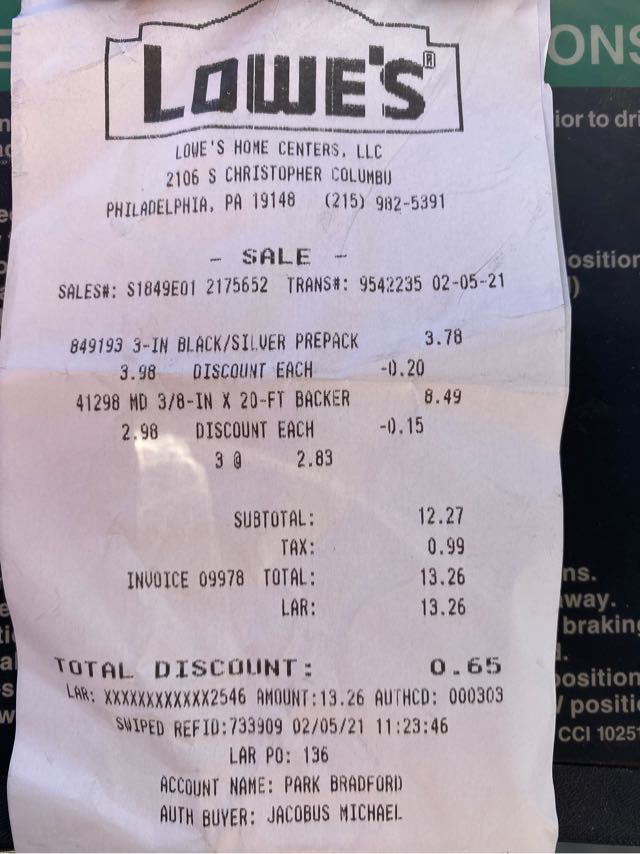 LOWE'S®
LOWE'S HOME CENTERS, LLC
2106 S CHRISTOPHER COLUMBU
PHILADELPHIA, PA 19148 (215) 982-5391
- SALE -
SALES#: S1849E01 2175652 TRANS#: 9542235 02-05-21
849193 3-IN BLACK/SILVER PREPACK 3.78
3.98 DISCOUNT EACH -0.20
41298 MD 3/8-IN X 20-FT BACKER 8.49
2.98 DISCOUNT EACH -0.15
3 @ 2.83
SUBTOTAL: 12.27
TAX: 0.99
INVOICE 09978 TOTAL: 13.26
LAR: 13.26
TOTAL DISCOUNT: 0.65
LAR: XXXXXXXXXXXX2546 AMOUNT:13.26 AUTHCD: 000303
SWIPED REFID:733909 02/05/21 11:23:46
LAR PO: 136
ACCOUNT NAME: PARK BRADFORD
AUTH BUYER: JACOBUS MICHAEL
ONS
ior to dri
osition
)
ns.
way.
braking
.
position
/ positi
CCI 1025